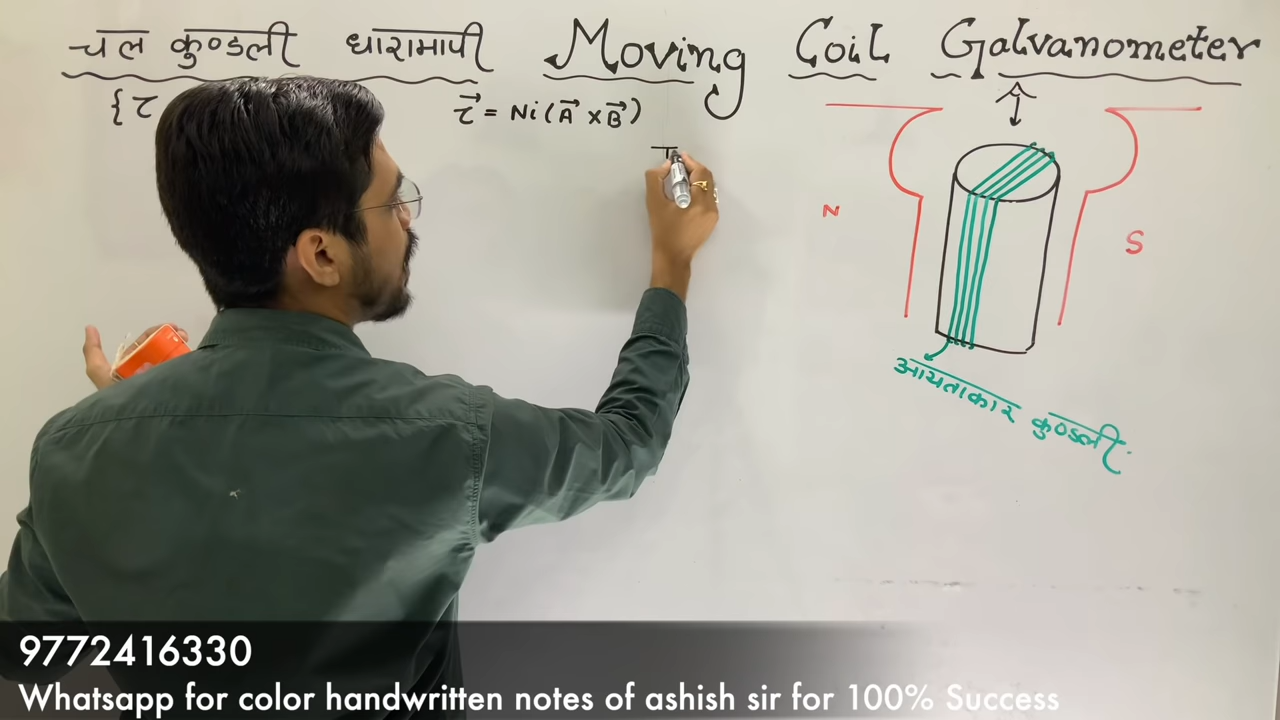 चल कुण्डली धारामापी Moving Coil Galvanometer
{τ τ⃗ = Ni(A⃗ × B⃗)
N
S
आयताकार कुण्डली.
9772416330
Whatsapp for color handwritten notes of ashish sir for 100% Success